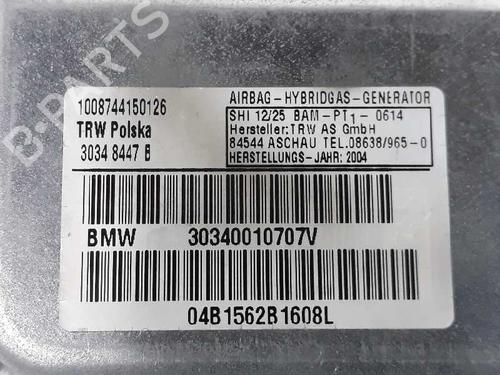 B-PARTS
1008744150126
TRW Polska
3034 8447 B
AIRBAG-HYBRIDGAS-GENERATOR
SHI 12/25 BAM-PT1- 0614
Hersteller:TRW AS GmbH
84544 ASCHAU TEL.08638/965-0
HERSTELLUNGS-JAHR: 2004
BMW 30340010707V
04B1562B1608L